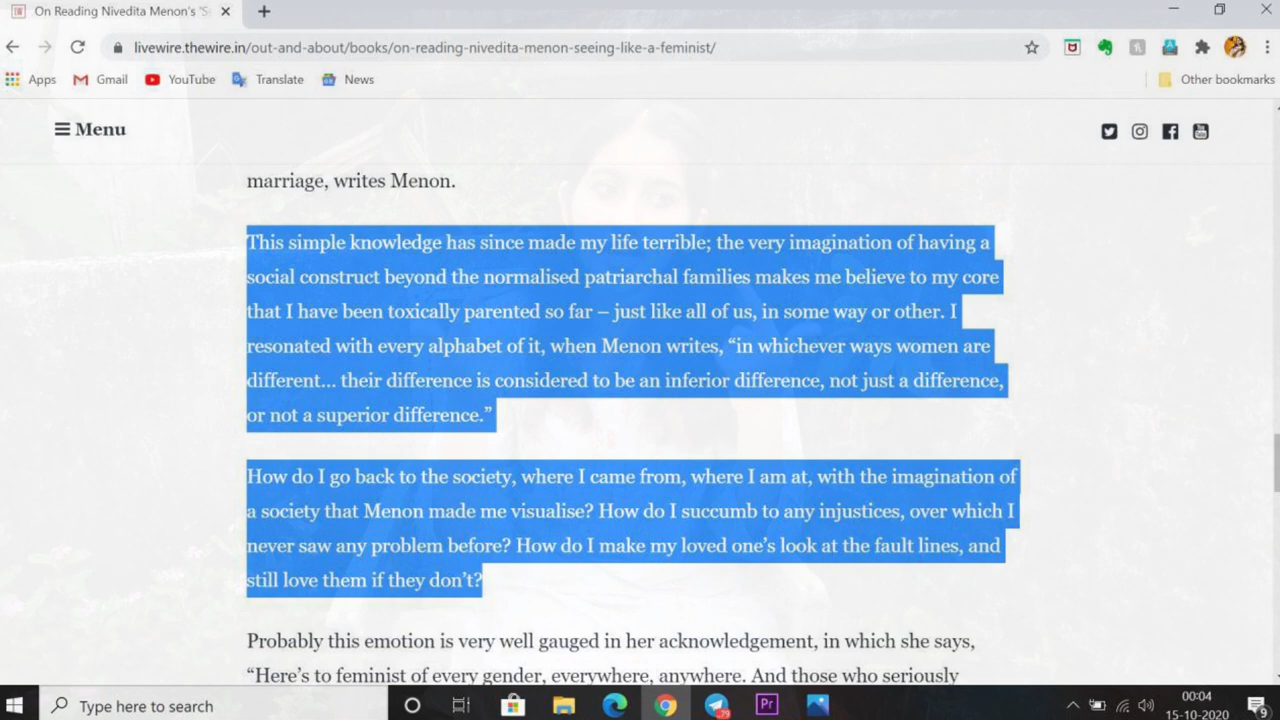 On Reading Nivedita Menon's 'S
livewire.thewire.in/out-and-about/books/on-reading-nivedita-menon-seeing-like-a-feminist/
Apps Gmail YouTube Translate News Other bookmarks
Menu
marriage, writes Menon.
This simple knowledge has since made my life terrible; the very imagination of having a
social construct beyond the normalised patriarchal families makes me believe to my core
that I have been toxically parented so far – just like all of us, in some way or other. I
resonated with every alphabet of it, when Menon writes, “in whichever ways women are
different... their difference is considered to be an inferior difference, not just a difference,
or not a superior difference.”
How do I go back to the society, where I came from, where I am at, with the imagination of
a society that Menon made me visualise? How do I succumb to any injustices, over which I
never saw any problem before? How do I make my loved one’s look at the fault lines, and
still love them if they don’t?
Probably this emotion is very well gauged in her acknowledgement, in which she says,
“Here’s to feminist of every gender, everywhere, anywhere. And those who seriously
Type here to search
00:04
15-10-2020
9